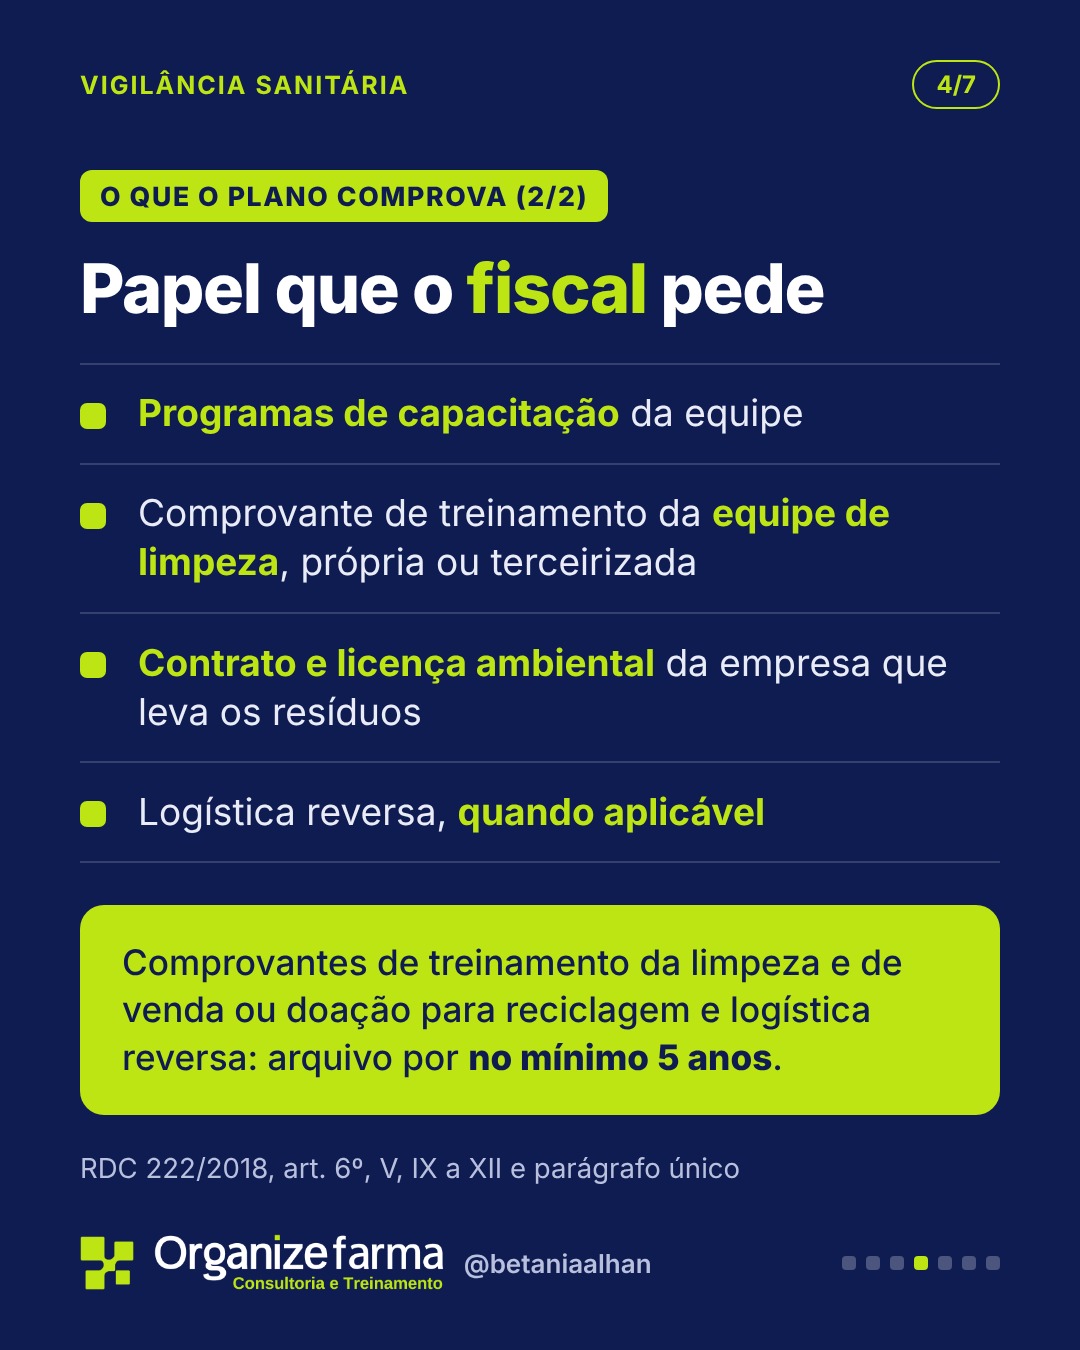 VIGILÂNCIA SANITÁRIA
4/7
O QUE O PLANO COMPROVA (2/2)
Papel que o fiscal pede
Programas de capacitação da equipe
Comprovante de treinamento da equipe de
limpeza, própria ou terceirizada
Contrato e licença ambiental da empresa que
leva os resíduos
Logística reversa, quando aplicável
Comprovantes de treinamento da limpeza e de
venda ou doação para reciclagem e logística
reversa: arquivo por no mínimo 5 anos.
RDC 222/2018, art. 6º, V, IX a XII e parágrafo único
Organizefarma
Consultoria e Treinamento
@betaniaalhan